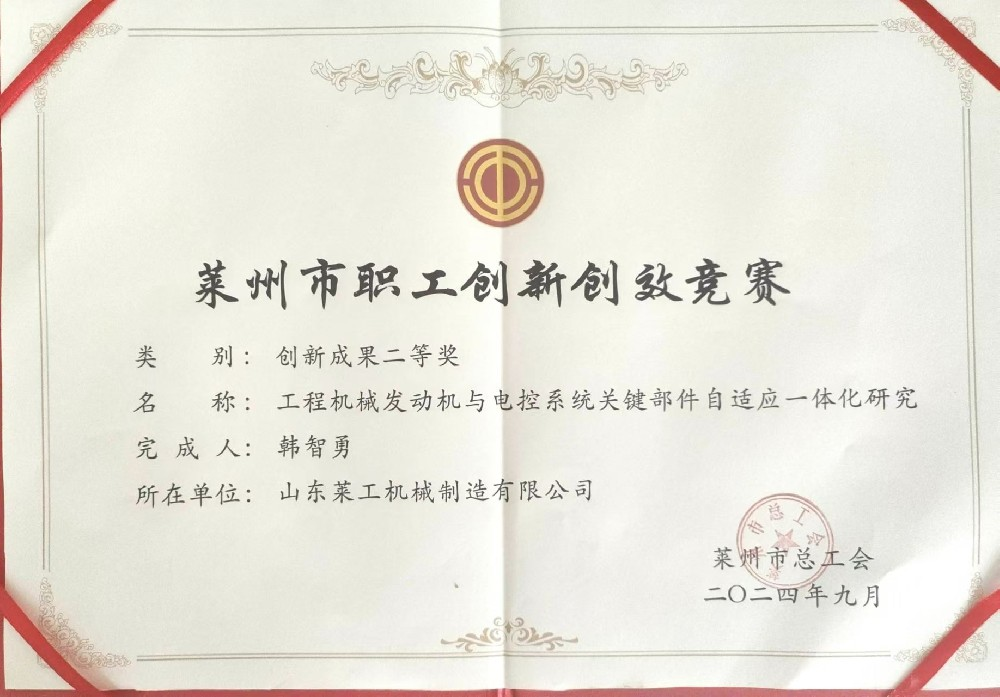 莱州市职工创新创效竞赛
类别：创新成果二等奖
名称：工程机械发动机与电控系统关键部件自适应一体化研究
完成人：韩智勇
所在单位：山东莱工机械制造有限公司
市总工会
莱州市总工会
二〇二四年九月